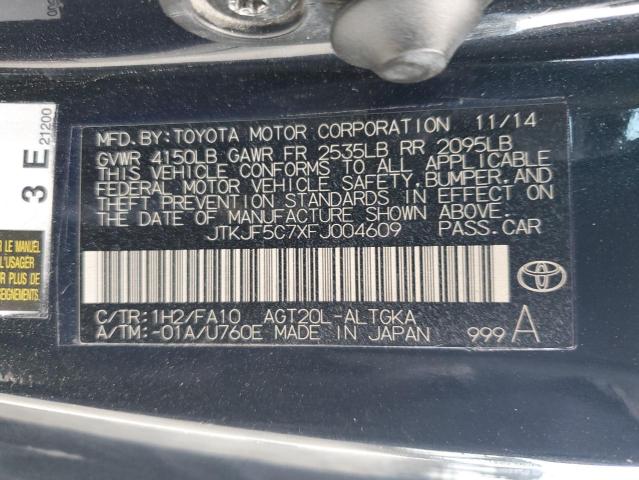 3 E
21200
MFD.BY:TOYOTA MOTOR CORPORATION 11/14
GVWR 4150LB GAWR FR 2535LB RR 2095LB
THIS VEHICLE CONFORMS TO ALL APPLICABLE
FEDERAL MOTOR VEHICLE SAFETY,BUMPER,AND
THEFT PREVENTION STANDARDS IN EFFECT ON
THE DATE OF MANUFACTURE SHOWN ABOVE.
JTKJF5C7XFJ004609 PASS.CAR
C/TR:1H2/FA10 AGT20L-ALTGKA
A/TM:-01A/U760E MADE IN JAPAN 999 A
TOYOTA
R LE MANUEL
L'USAGER
R PLUS DE
SEIGNEMENTS.